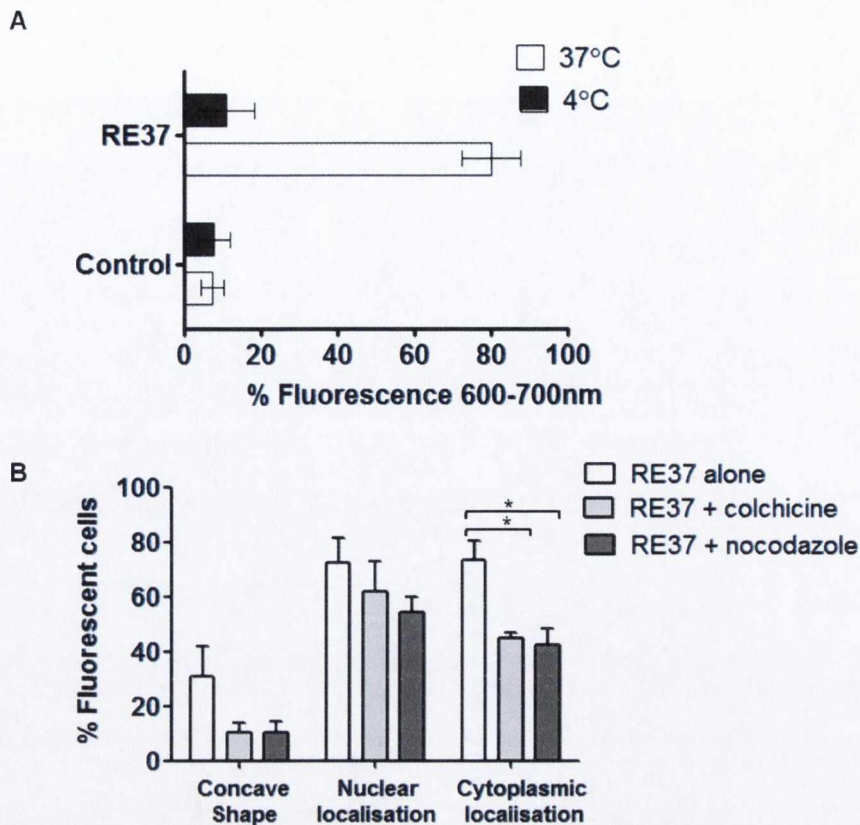 A
37°C
4°C
RE37
Control
0 20 40 60 80 100
% Fluorescence 600-700nm
B
% Fluorescent cells
100
80
60
40
20
0
RE37 alone
RE37 + colchicine
RE37 + nocodazole
*
*
Concave Shape
Nuclear localisation
Cytoplasmic localisation